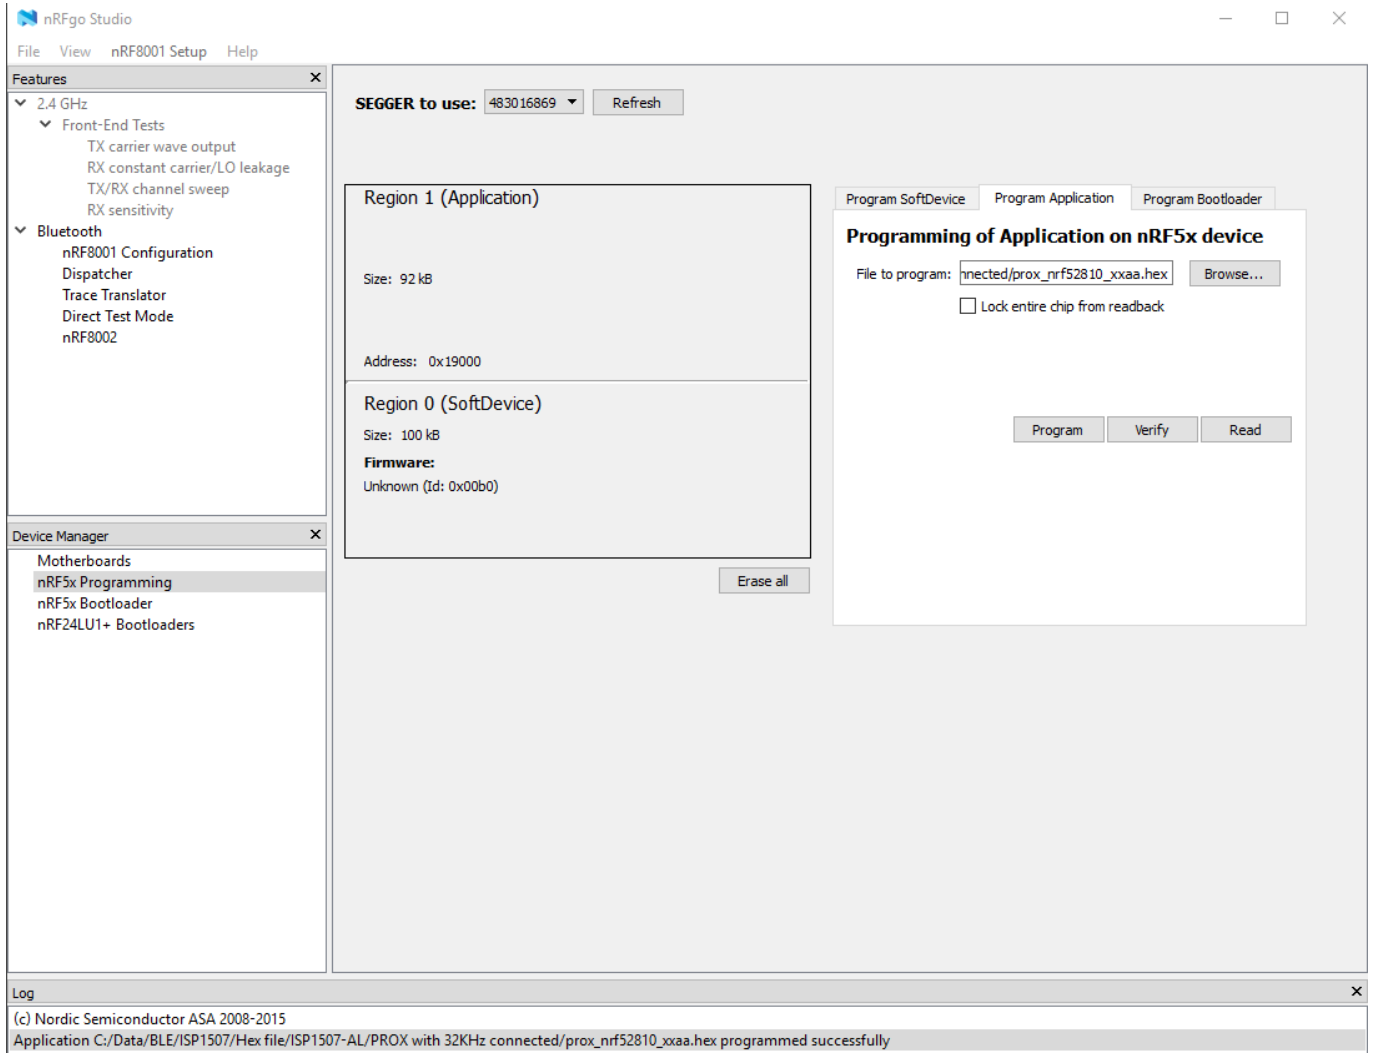 nRFgo Studio
File View nRF8001 Setup Help
Features
2.4 GHz
Front-End Tests
TX carrier wave output
RX constant carrier/LO leakage
TX/RX channel sweep
RX sensitivity
Bluetooth
nRF8001 Configuration
Dispatcher
Trace Translator
Direct Test Mode
nRF8002
Device Manager
Motherboards
nRF5x Programming
nRF5x Bootloader
nRF24LU1+ Bootloaders
SEGGER to use: 483016869 Refresh
Region 1 (Application)
Size: 92 kB
Address: 0x19000
Region 0 (SoftDevice)
Size: 100 kB
Firmware:
Unknown (Id: 0x00b0)
Erase all
Program SoftDevice Program Application Program Bootloader
Programming of Application on nRF5x device
File to program: nnected/prox_nrf52810_xxaa.hex Browse...
Lock entire chip from readback
Program Verify Read
Log
(c) Nordic Semiconductor ASA 2008-2015
Application C:/Data/BLE/ISP1507/Hex file/ISP1507-AL/PROX with 32KHz connected/prox_nrf52810_xxaa.hex programmed successfully